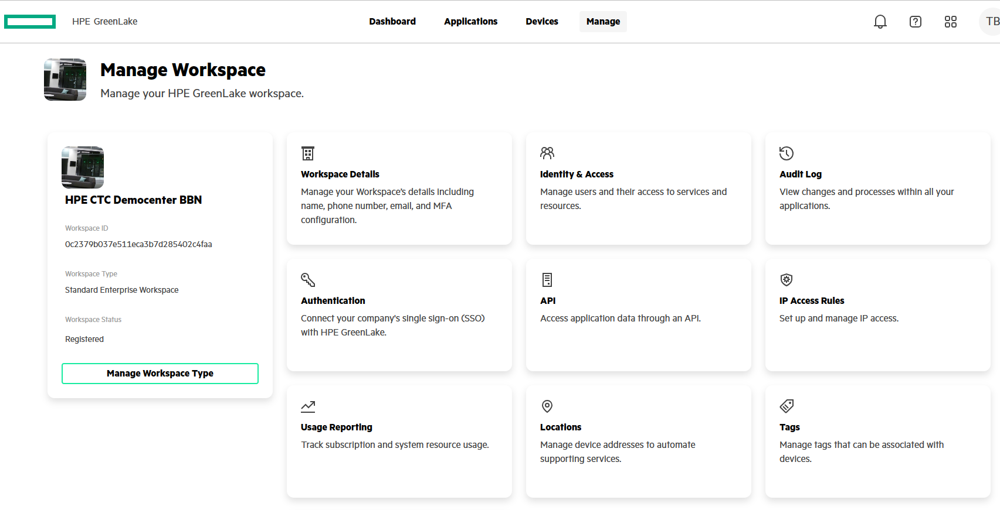 HPE GreenLake
Dashboard
Applications
Devices
Manage
TB
Manage Workspace
Manage your HPE GreenLake workspace.
HPE CTC Democenter BBN
Workspace ID
0c2379b037e511eca3b7d285402c4faa
Workspace Type
Standard Enterprise Workspace
Workspace Status
Registered
Manage Workspace Type
Workspace Details
Manage your Workspace’s details including
name, phone number, email, and MFA
configuration.
Identity & Access
Manage users and their access to services and
resources.
Audit Log
View changes and processes within all your
applications.
Authentication
Connect your company's single sign-on (SSO)
with HPE GreenLake.
API
Access application data through an API.
IP Access Rules
Set up and manage IP access.
Usage Reporting
Track subscription and system resource usage.
Locations
Manage device addresses to automate
supporting services.
Tags
Manage tags that can be associated with
devices.